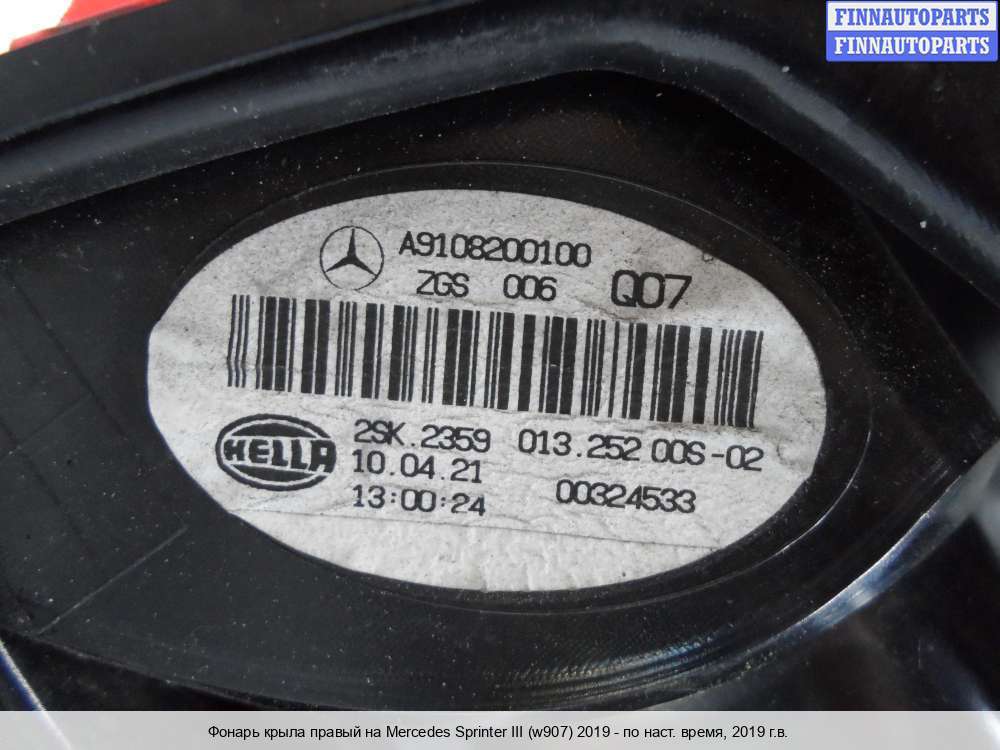 FINNAUTOPARTS
FINNAUTOPARTS
A9108200100
ZGS 006 Q07
HELLA
2SK.2359 013.252 00S-02
10.04.21
13:00:24 00324533
Фонарь крыла правый на Mercedes Sprinter III (w907) 2019 - по наст. время, 2019 г.в.